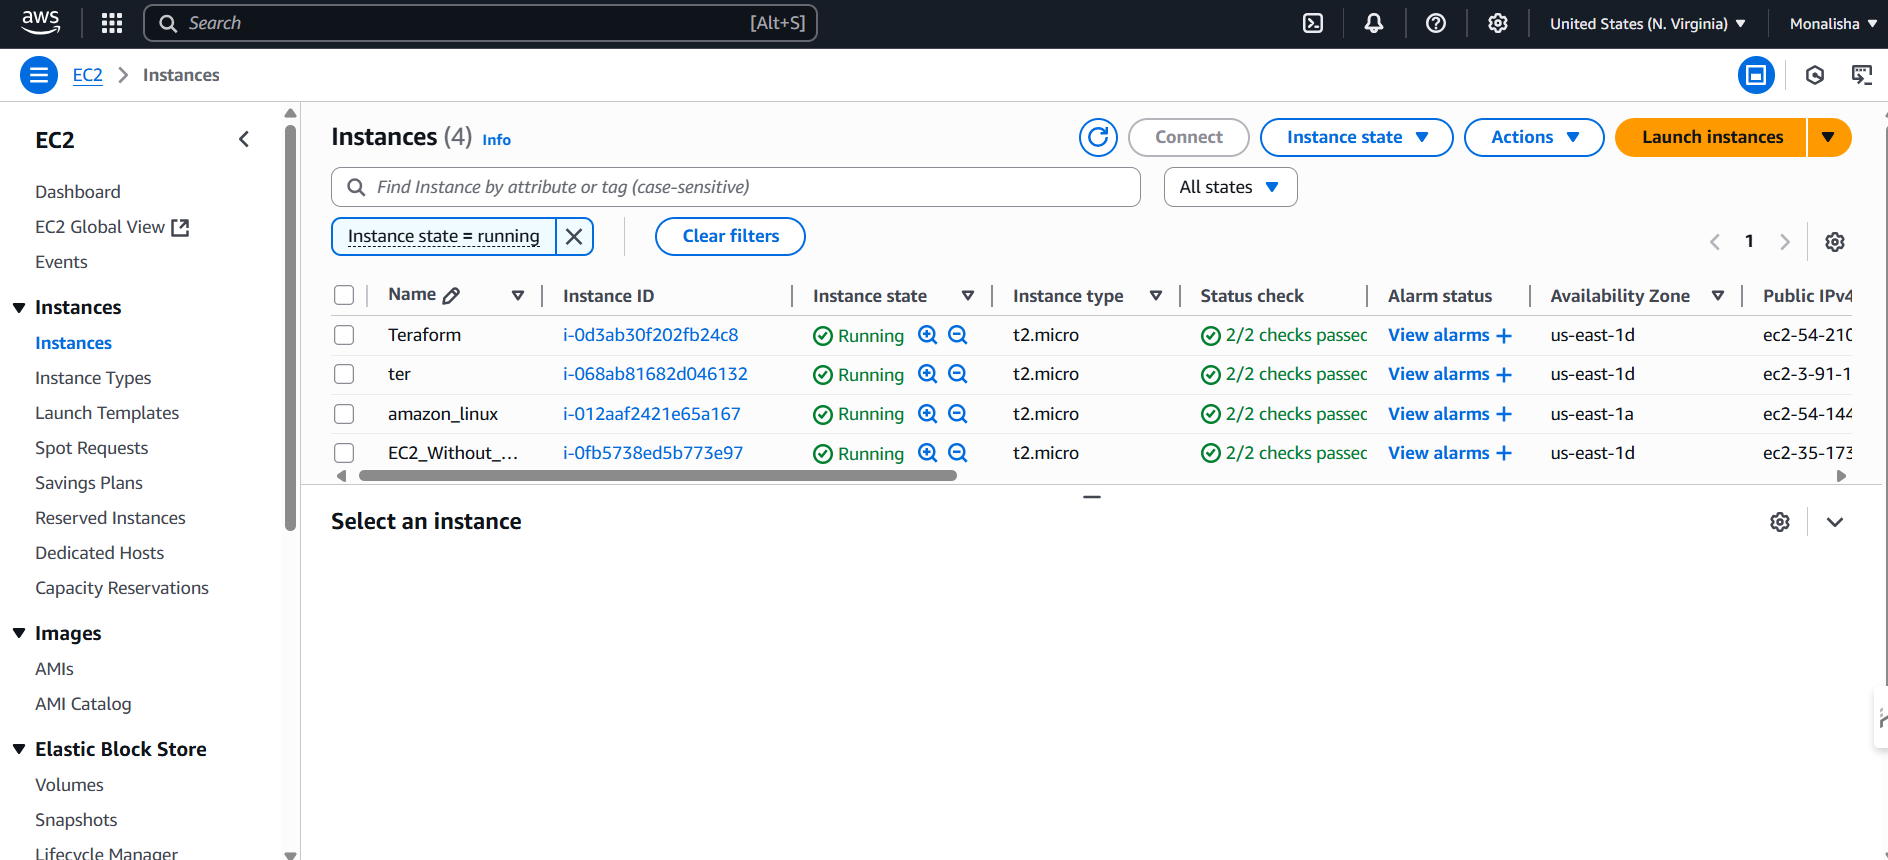 aws Search [Alt+S] United States (N. Virginia) Monalisha
EC2 Instances
EC2
Dashboard
EC2 Global View
Events
Instances
Instances
Instance Types
Launch Templates
Spot Requests
Savings Plans
Reserved Instances
Dedicated Hosts
Capacity Reservations
Images
AMIs
AMI Catalog
Elastic Block Store
Volumes
Snapshots
Lifecycle Manager
Instances (4) Info Connect Instance state Actions Launch instances
Find Instance by attribute or tag (case-sensitive) All states
Instance state = running Clear filters 1
Name Instance ID Instance state Instance type Status check Alarm status Availability Zone Public IPv4
Terraform i-0d3ab30f202fb24c8 Running t2.micro 2/2 checks passed View alarms + us-east-1d ec2-54-210
ter i-068ab81682d046132 Running t2.micro 2/2 checks passed View alarms + us-east-1d ec2-3-91-1
amazon_linux i-012aaf2421e65a167 Running t2.micro 2/2 checks passed View alarms + us-east-1a ec2-54-144
EC2_Without_... i-0fb5738ed5b773e97 Running t2.micro 2/2 checks passed View alarms + us-east-1d ec2-35-173
Select an instance